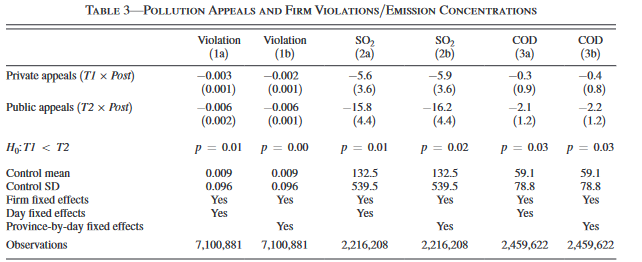 TABLE 3—POLLUTION APPEALS AND FIRM VIOLATIONS/EMISSION CONCENTRATIONS
Violation Violation SO₂ SO₂ COD COD
(1a) (1b) (2a) (2b) (3a) (3b)
Private appeals (T1 × Post) −0.003 −0.002 −5.6 −5.9 −0.3 −0.4
(0.001) (0.001) (3.6) (3.6) (0.9) (0.8)
Public appeals (T2 × Post) −0.006 −0.006 −15.8 −16.2 −2.1 −2.2
(0.002) (0.001) (4.4) (4.4) (1.2) (1.2)
H₀: T1 < T2 p = 0.01 p = 0.00 p = 0.01 p = 0.02 p = 0.03 p = 0.03
Control mean 0.009 0.009 132.5 132.5 59.1 59.1
Control SD 0.096 0.096 539.5 539.5 78.8 78.8
Firm fixed effects Yes Yes Yes Yes Yes Yes
Day fixed effects Yes Yes Yes
Province-by-day fixed effects Yes Yes Yes
Observations 7,100,881 7,100,881 2,216,208 2,216,208 2,459,622 2,459,622